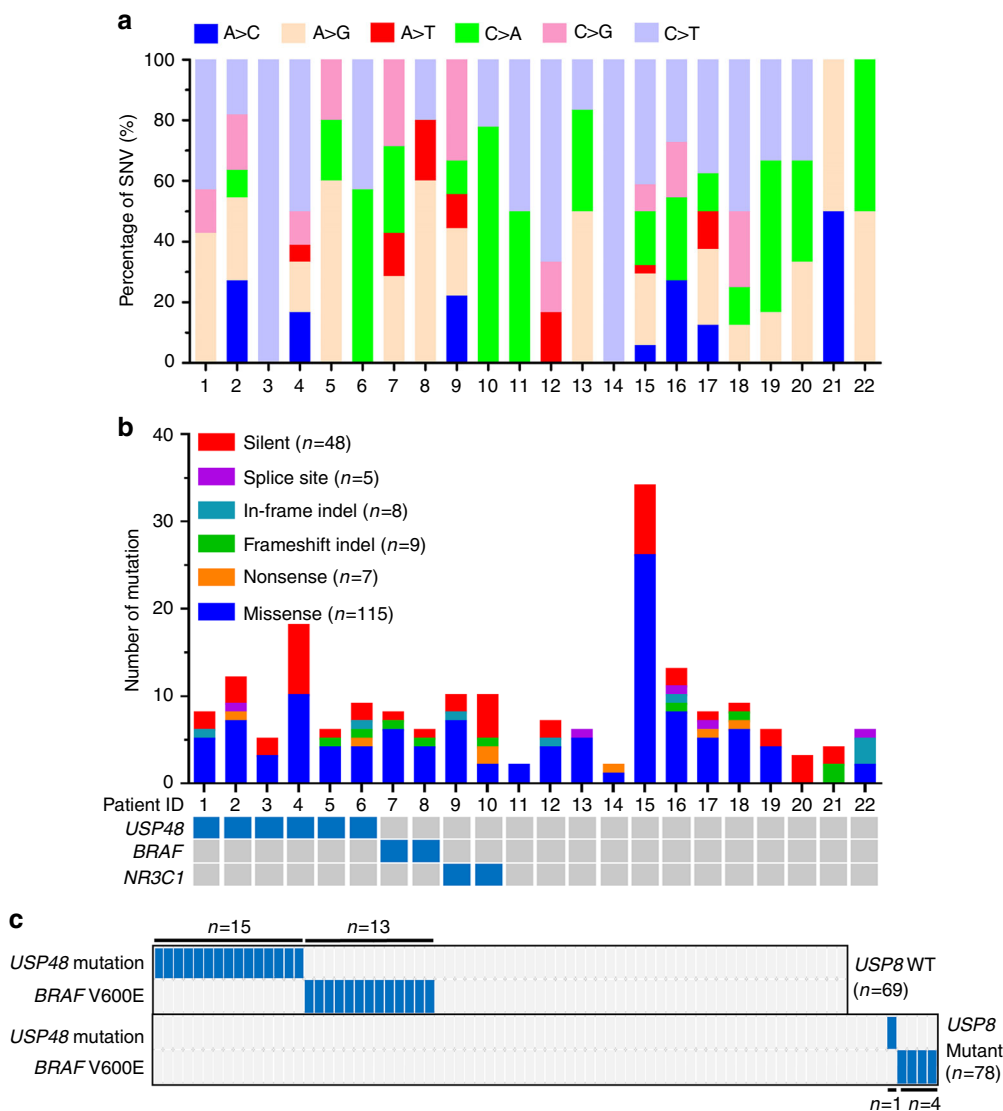 a
A>C A>G A>T C>A C>G C>T
Percentage of SNV (%)
100
80
60
40
20
0
1 2 3 4 5 6 7 8 9 10 11 12 13 14 15 16 17 18 19 20 21 22
b
Number of mutation
40
30
20
10
0
Silent (n=48)
Splice site (n=5)
In-frame indel (n=8)
Frameshift indel (n=9)
Nonsense (n=7)
Missense (n=115)
Patient ID 1 2 3 4 5 6 7 8 9 10 11 12 13 14 15 16 17 18 19 20 21 22
USP48
BRAF
NR3C1
c
n=15 n=13
USP48 mutation
BRAF V600E
USP8 WT
(n=69)
USP48 mutation
BRAF V600E
USP8
Mutant
(n=78)
n=1 n=4